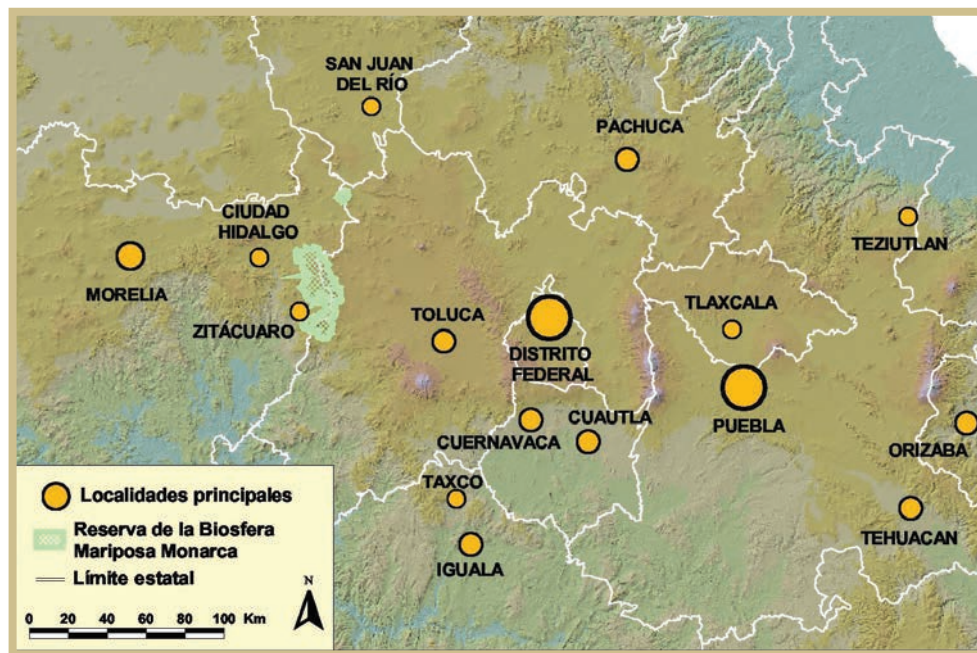 SAN JUAN
DEL RÍO
PACHUCA
CIUDAD
HIDALGO
TEZIUTLAN
MORELIA
ZITÁCUARO
TOLUCA
TLAXCALA
DISTRITO
FEDERAL
CUERNAVACA
CUAUTLA
PUEBLA
ORIZABA
TAXCO
IGUALA
TEHUACAN
Localidades principales
Reserva de la Biosfera
Mariposa Monarca
Límite estatal
N
0 20 40 60 80 100 Km